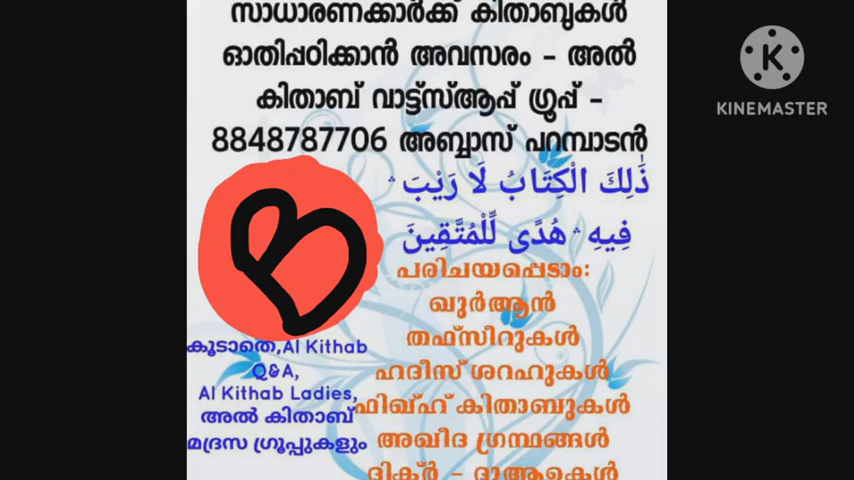 സാധാരണക്കാർക്ക് കിതാബുകൾ
ഓതിപ്പഠിക്കാൻ അവസരം - അൽ
കിതാബ് വാട്ട്സ്ആപ്പ് ഗ്രൂപ്പ് -
8848787706 അബ്ബാസ് പറമ്പാടൻ
ذَٰلِكَ الْكِتَابُ لَا رَيْبَ ۛ
فِيهِ ۛ هُدًى لِّلْمُتَّقِينَ
B
പരിചയപ്പെടാം:
ഖുർആൻ
തഫ്സീറുകൾ
ഹദീസ് ശറഹുകൾ
ഫിഖ്ഹ് കിതാബുകൾ
അഖീദ ഗ്രന്ഥങ്ങൾ
ദിക്ർ - ദുആളകൾ
കൂടാതെ,Al Kithab
Q&A,
Al Kithab Ladies,
അൽ കിതാബ്
മദ്രസ ഗ്രൂപ്പുകളും
K
KINEMASTER